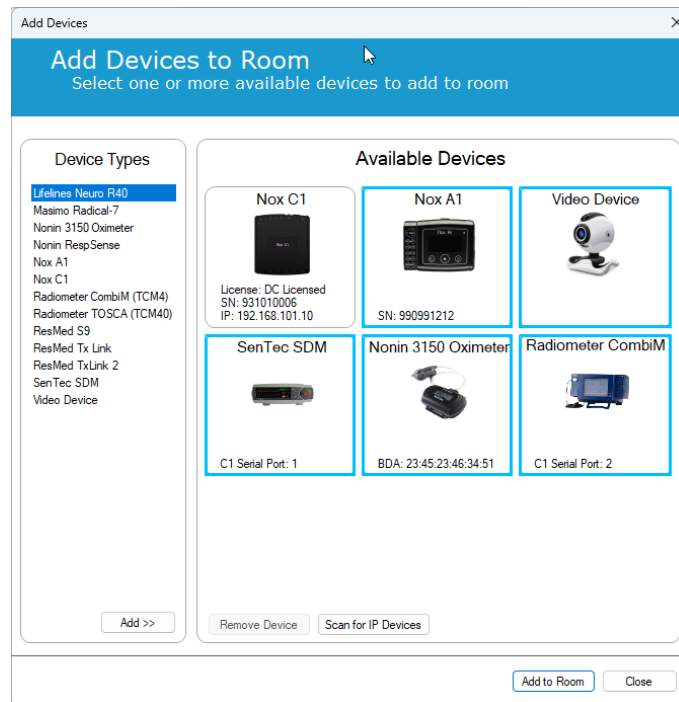 Add Devices
Add Devices to Room
Select one or more available devices to add to room
Device Types
Lifelines Neuro R40
Masimo Radical-7
Nonin 3150 Oximeter
Nonin RespSense
Nox A1
Nox C1
Radiometer CombiM (TCM4)
Radiometer TOSCA (TCM40)
ResMed S9
ResMed Tx Link
ResMed TxLink 2
SenTec SDM
Video Device
Add >>
Available Devices
Nox C1
Nox C1
License: DC Licensed
SN: 931010006
IP: 192.168.101.10
Nox A1
Nox A1
SN: 990991212
Video Device
SenTec SDM
C1 Serial Port: 1
Nonin 3150 Oximeter
BDA: 23:45:23:46:34:51
Radiometer CombiM
C1 Serial Port: 2
Remove Device
Scan for IP Devices
Add to Room
Close